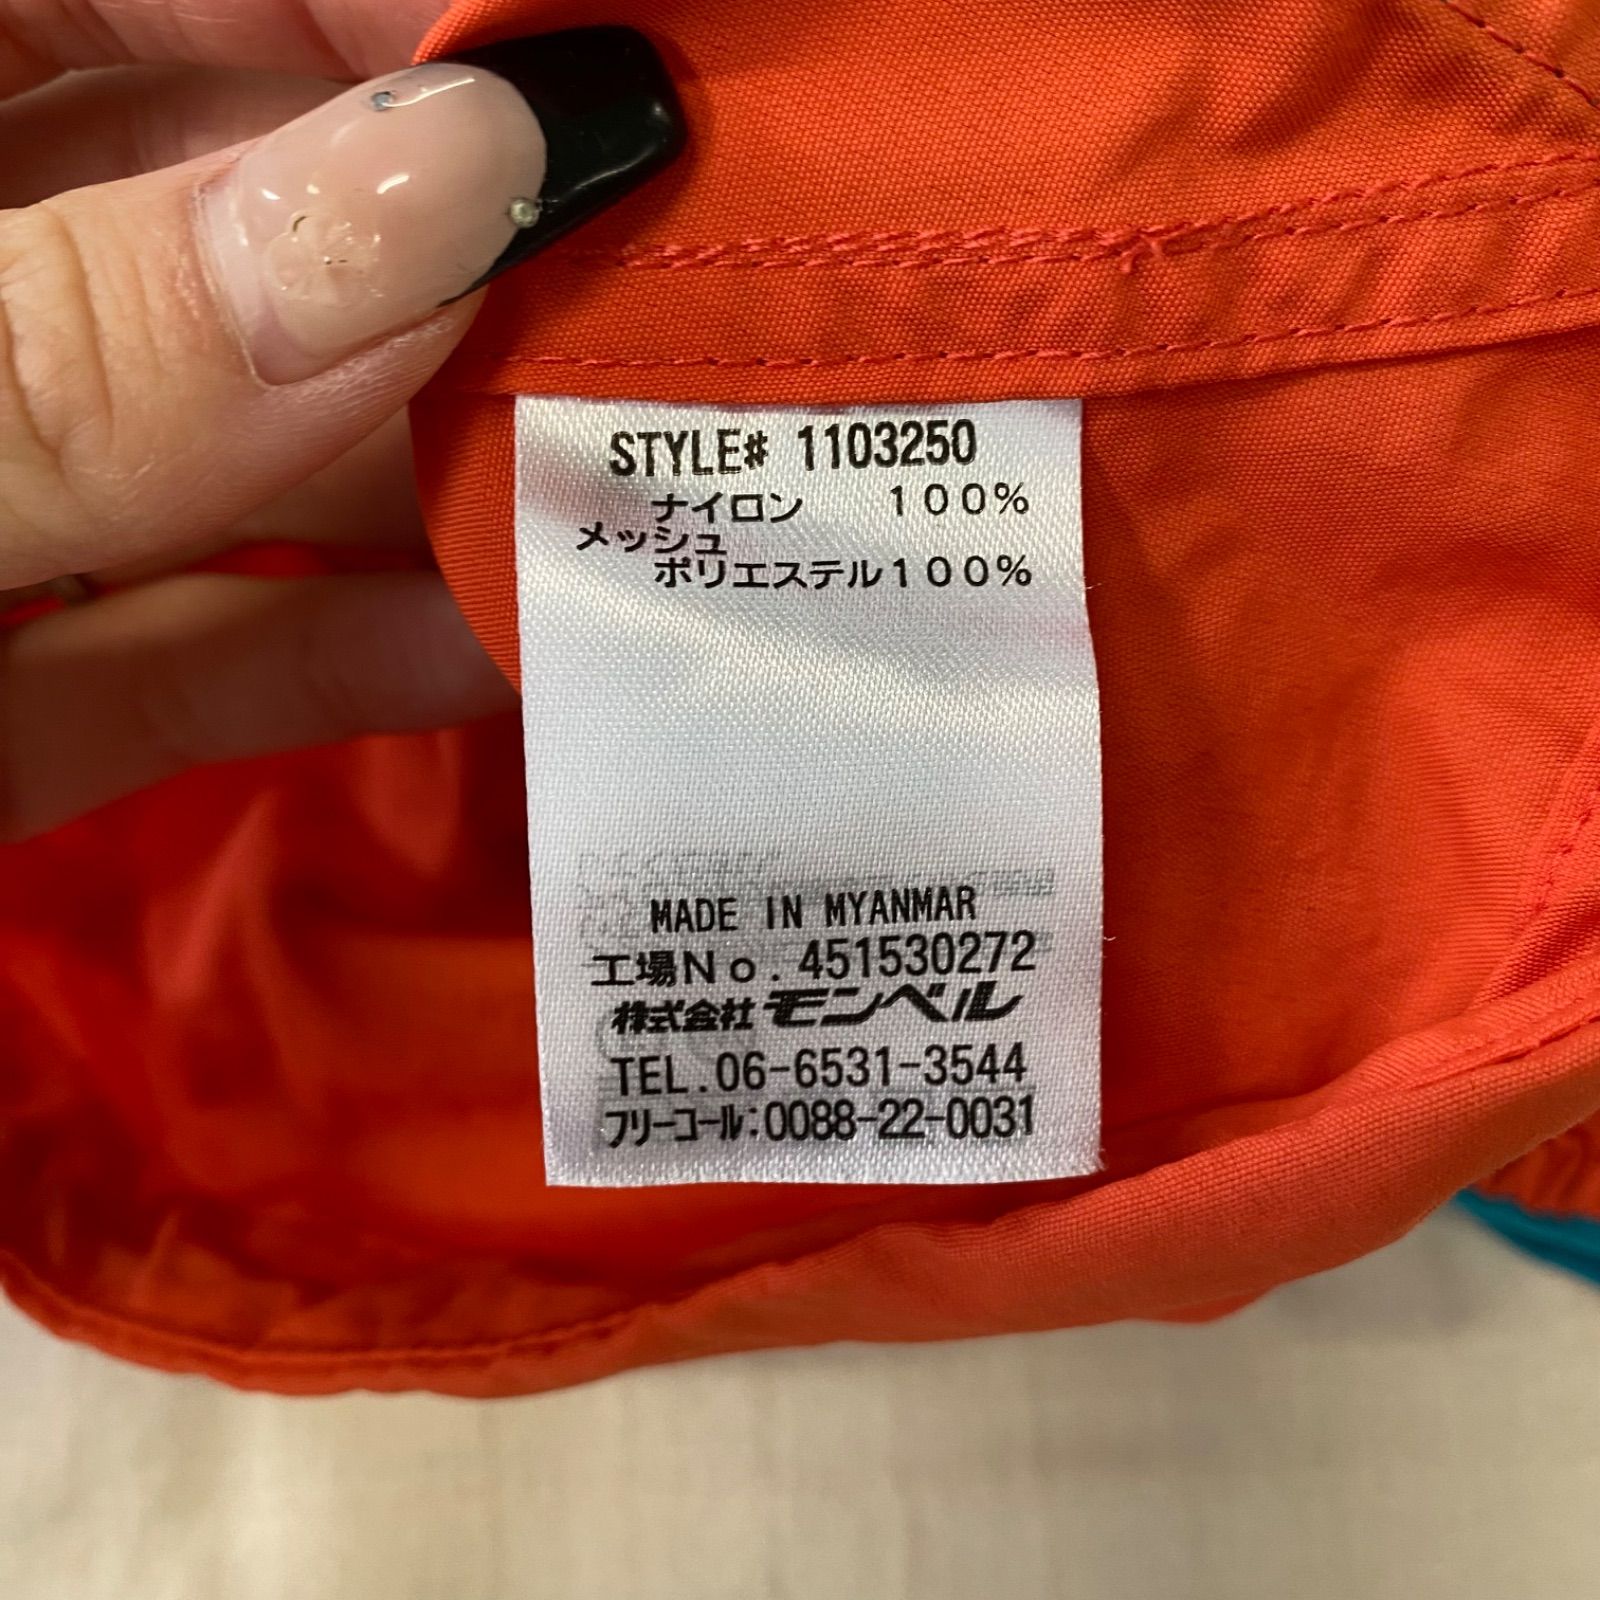 STYLE# 1103250
ナイロン 100%
メッシュ
ポリエステル100%
MADE IN MYANMAR
工場No.451530272
株式会社モンベル
TEL.06-6531-3544
フリーコール:0088-22-0031